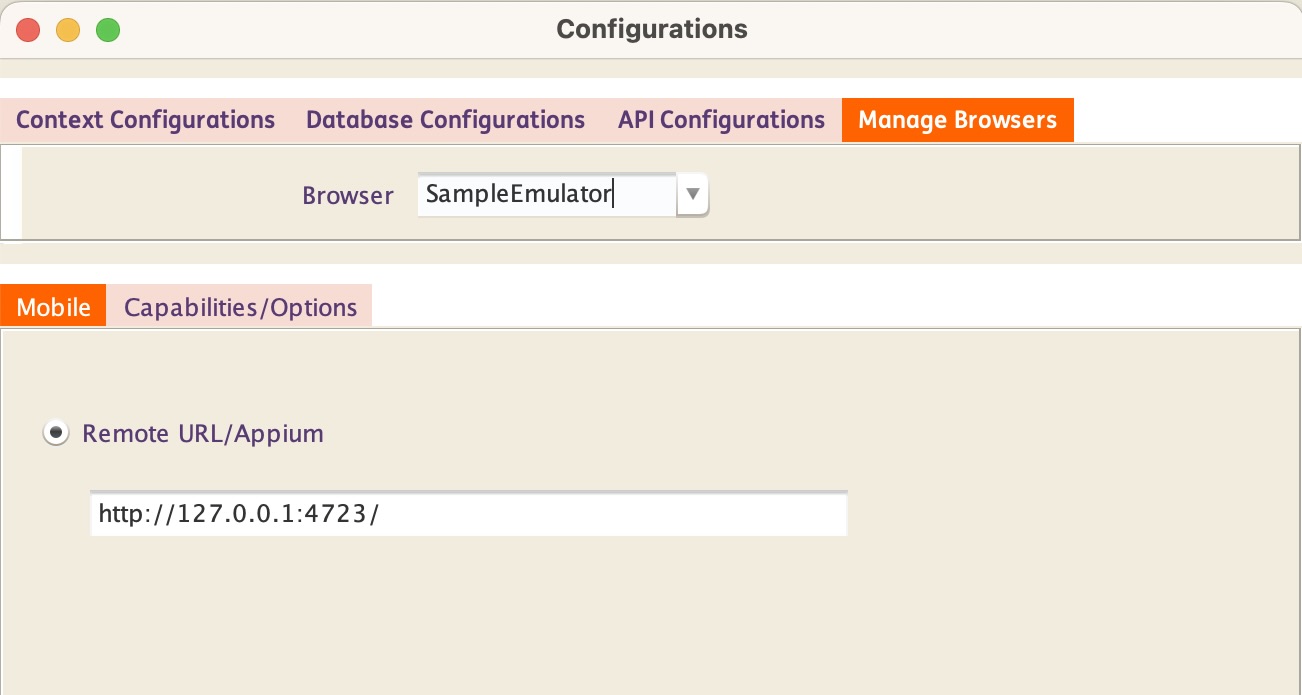 Configurations
Context Configurations Database Configurations API Configurations Manage Browsers
Browser SampleEmulator
Mobile Capabilities/Options
Remote URL/Appium
http://127.0.0.1:4723/